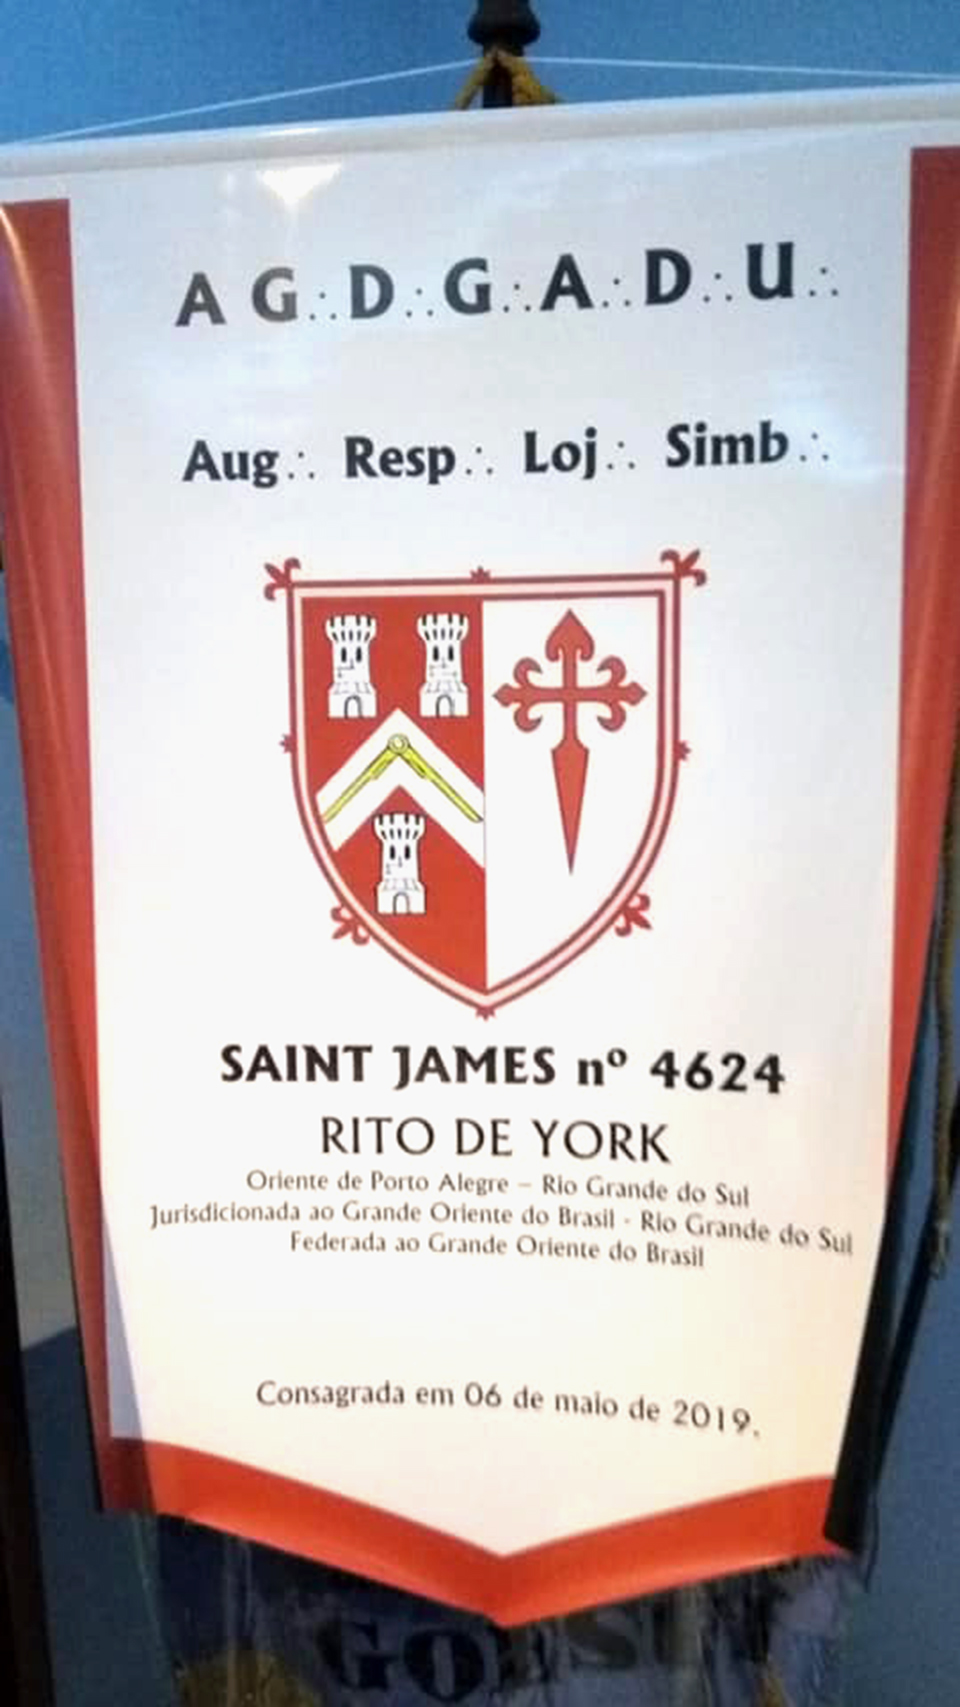 A G∴ D∴ G∴ A∴ D∴ U∴
Aug∴ Resp∴ Loj∴ Simb∴
SAINT JAMES nº 4624
RITO DE YORK
Oriente de Porto Alegre – Rio Grande do Sul
Jurisdicionada ao Grande Oriente do Brasil - Rio Grande do Sul
Federada ao Grande Oriente do Brasil
Consagrada em 06 de maio de 2019.